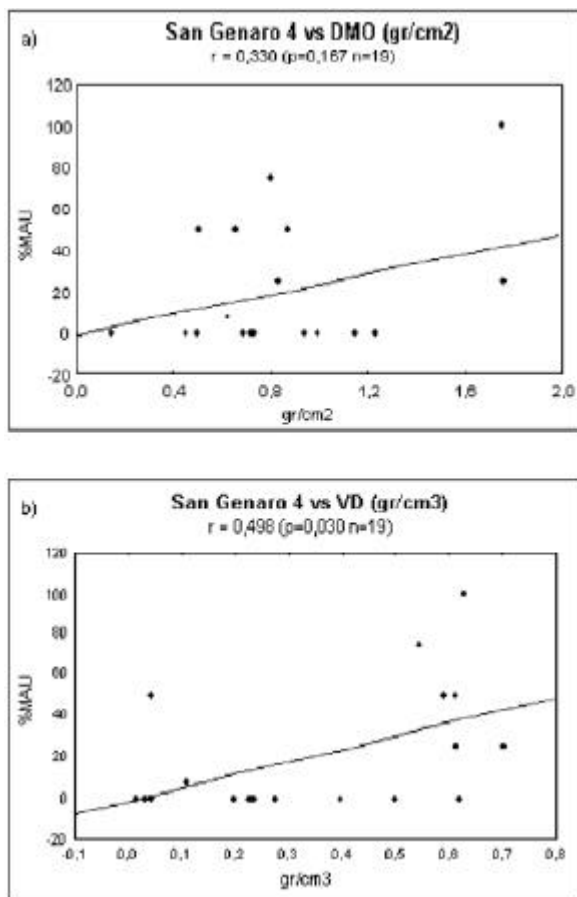 a)
San Genaro 4 vs DMO (gr/cm2)
r = 0,330 (p=0,167 n=19)
120
100
80
60
40
20
0
-20
%MAU
0,0 0,4 0,8 1,2 1,6 2,0
gr/cm2
b)
San Genaro 4 vs VD (gr/cm3)
r = 0,498 (p=0,030 n=19)
120
100
80
60
40
20
0
-20
%MAU
-0,1 0,0 0,1 0,2 0,3 0,4 0,5 0,6 0,7 0,8
gr/cm3